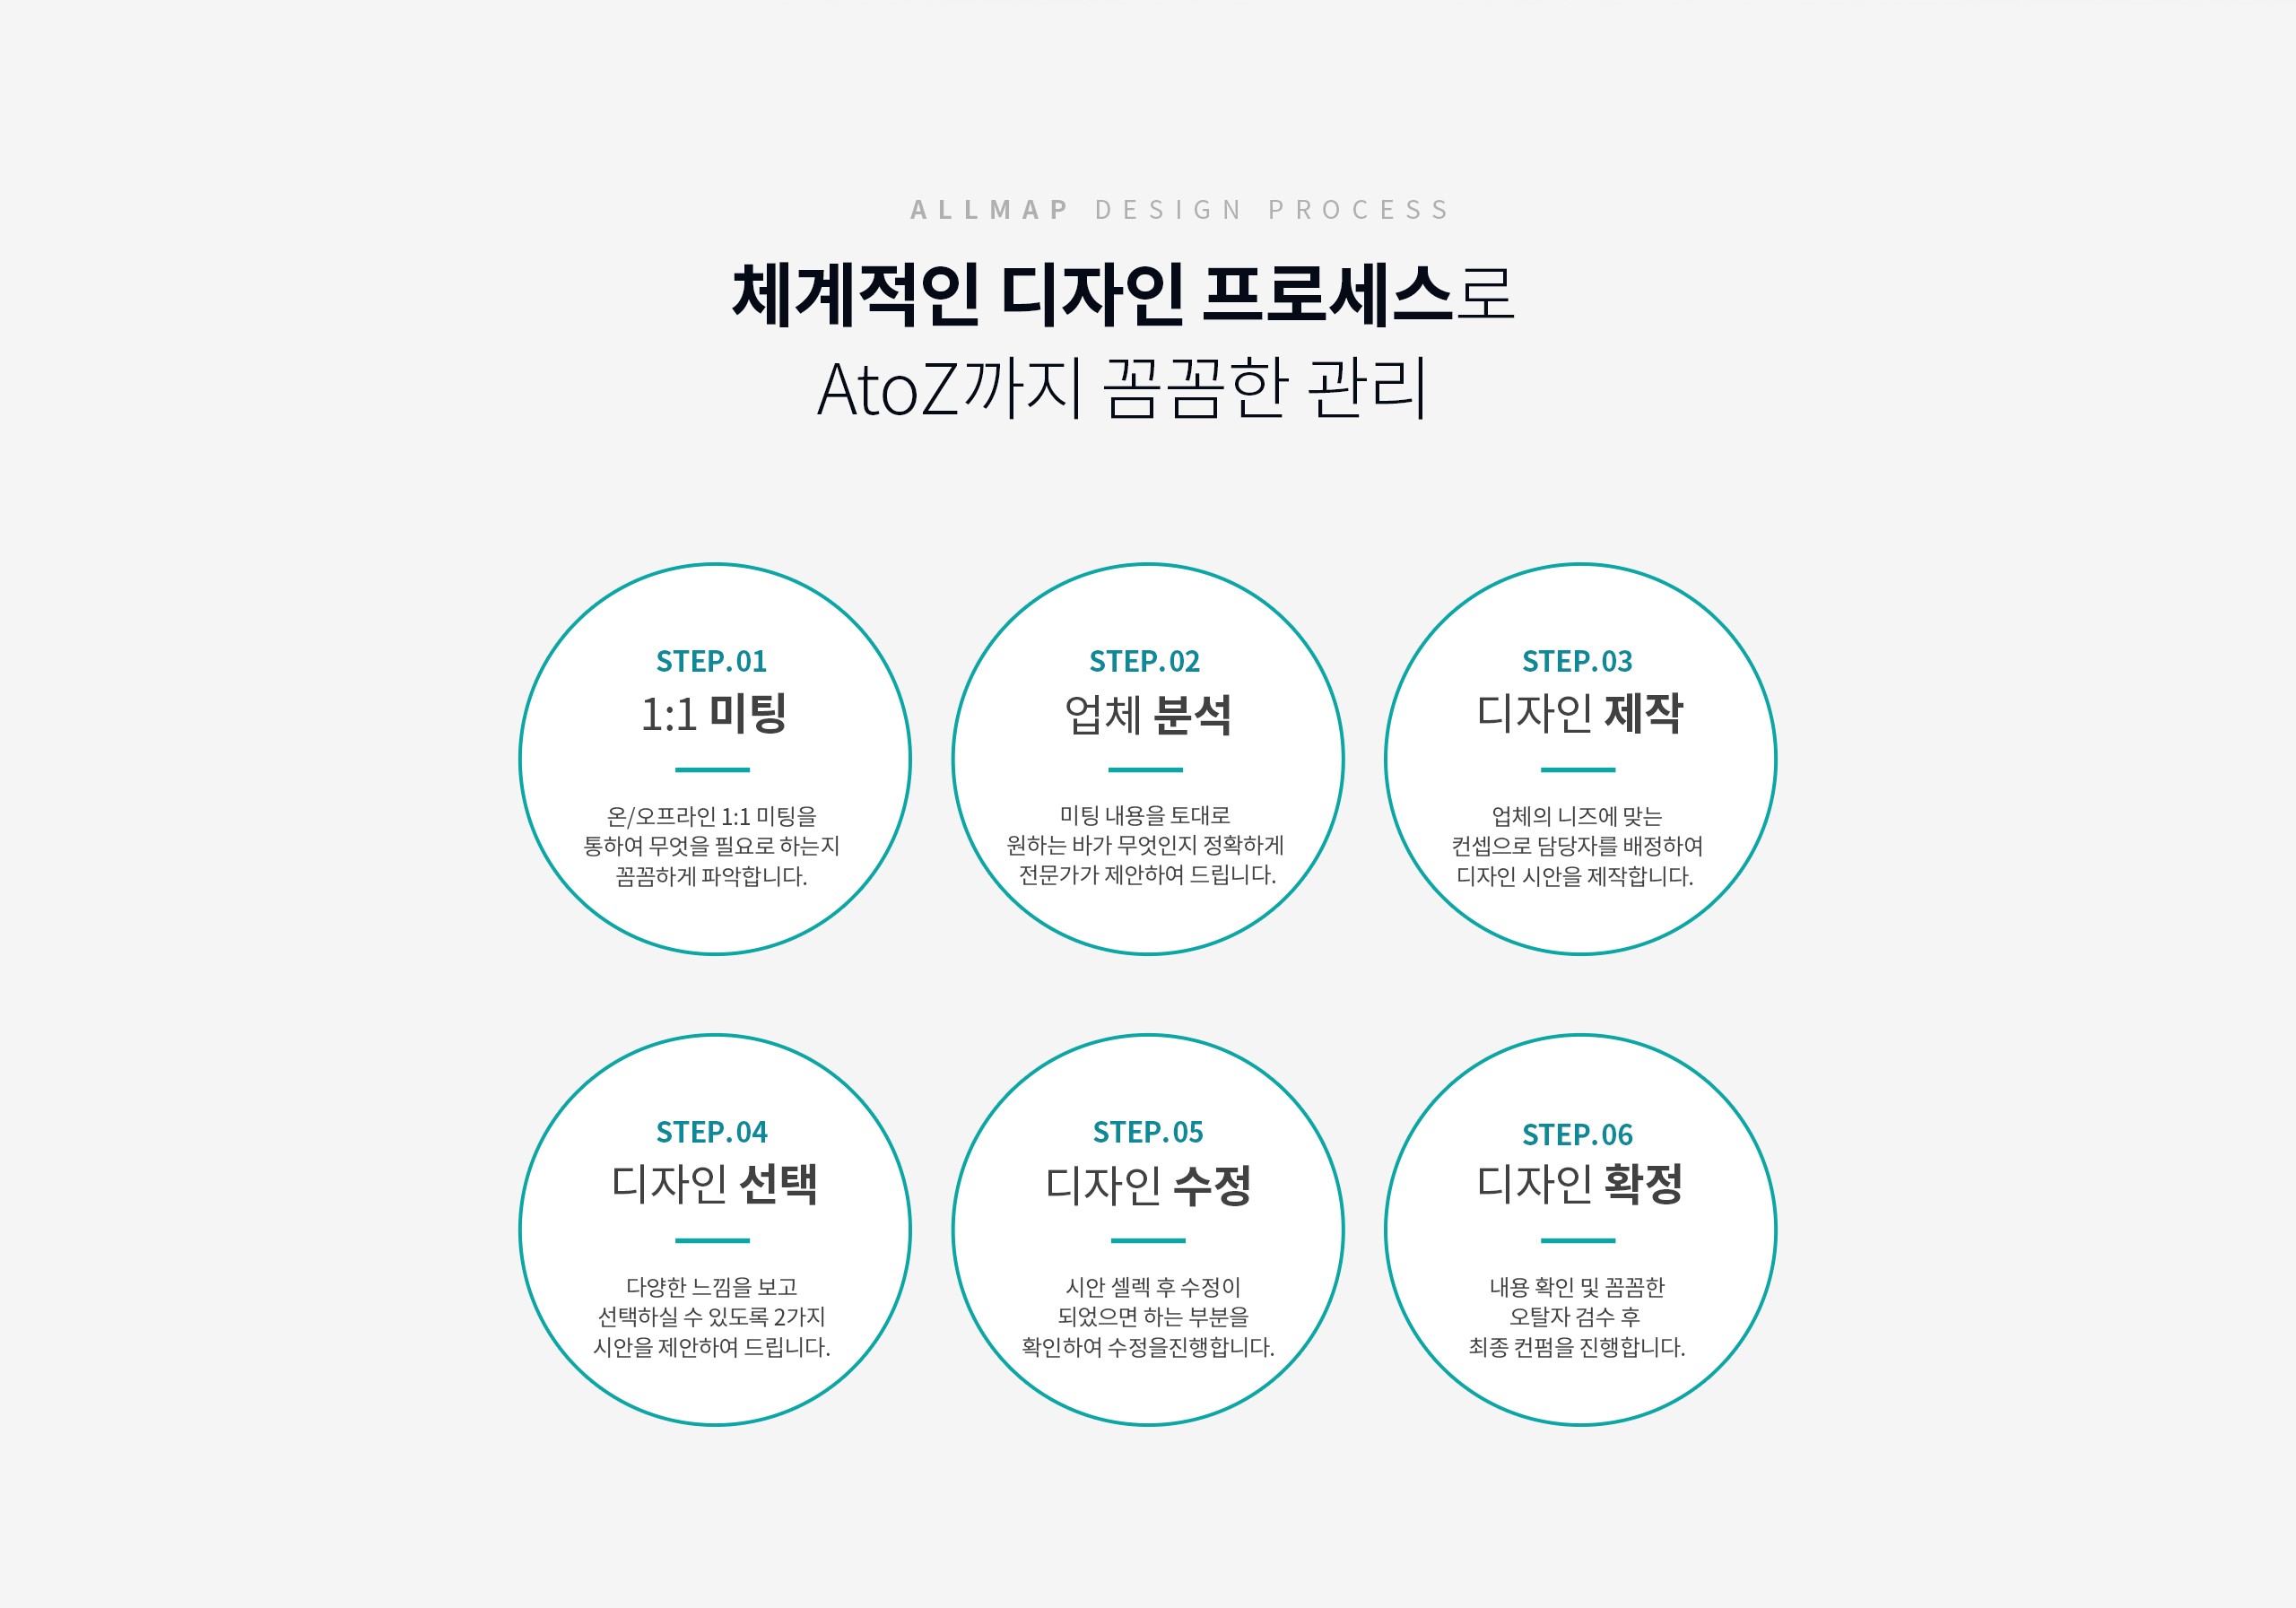 ALLMAP DESIGN PROCESS
체계적인 디자인 프로세스로
AtoZ까지 꼼꼼한 관리
STEP.01
1:1 미팅
온/오프라인 1:1 미팅을
통하여 무엇을 필요로 하는지
꼼꼼하게 파악합니다.
STEP.02
업체 분석
미팅 내용을 토대로
원하는 바가 무엇인지 정확하게
전문가가 제안하여 드립니다.
STEP.03
디자인 제작
업체의 니즈에 맞는
컨셉으로 담당자를 배정하여
디자인 시안을 제작합니다.
STEP.04
디자인 선택
다양한 느낌을 보고
선택하실 수 있도록 2가지
시안을 제안하여 드립니다.
STEP.05
디자인 수정
시안 셀렉 후 수정이
되었으면 하는 부분을
확인하여 수정을진행합니다.
STEP.06
디자인 확정
내용 확인 및 꼼꼼한
오탈자 검수 후
최종 컨펌을 진행합니다.